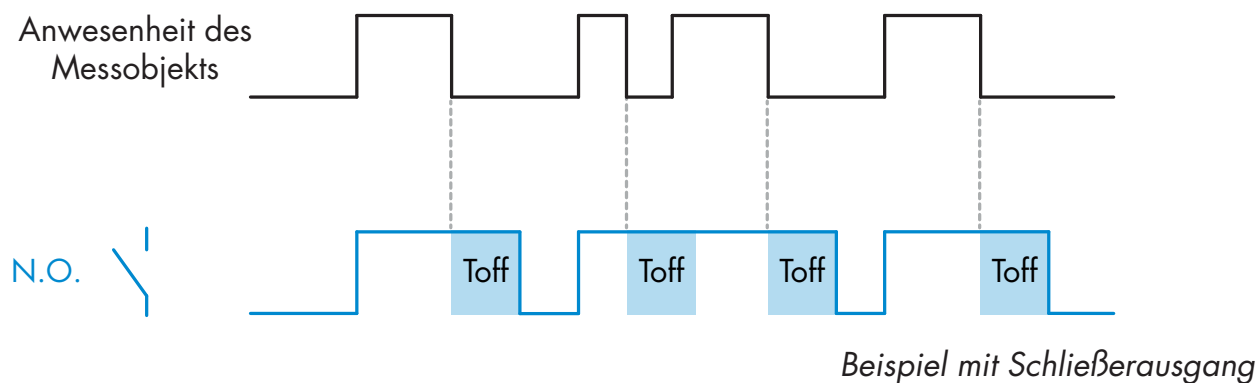 Anwesenheit des
Messobjekts
N.O.
Toff Toff Toff Toff
Beispiel mit Schließerausgang